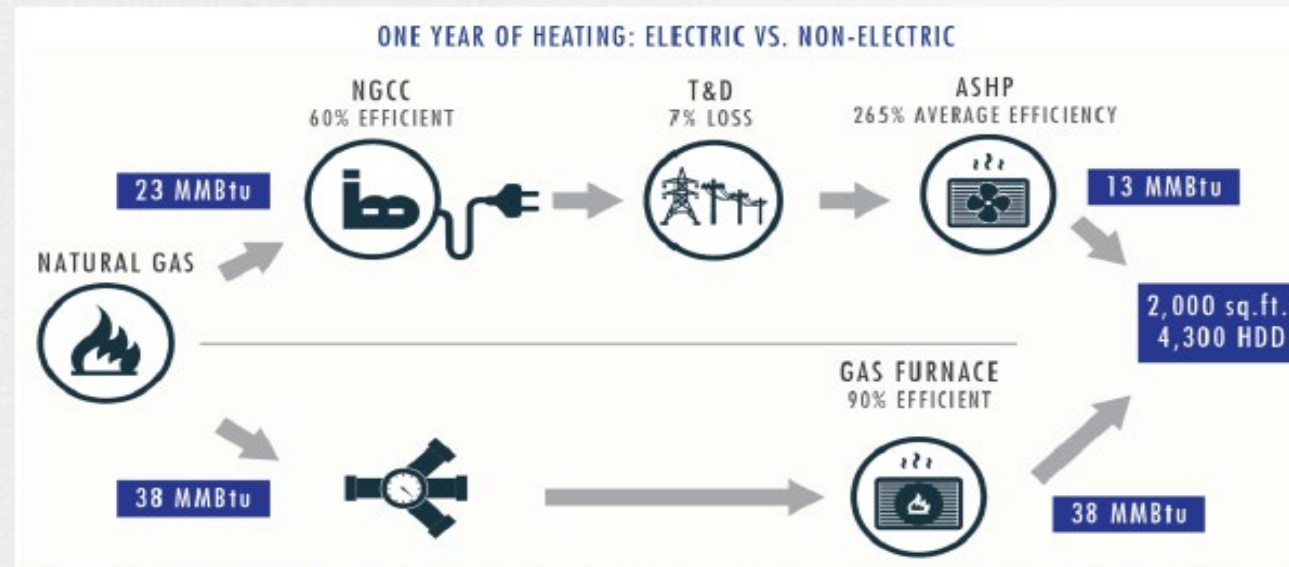 ONE YEAR OF HEATING: ELECTRIC VS. NON-ELECTRIC
NGCC
60% EFFICIENT
T&D
7% LOSS
ASHP
265% AVERAGE EFFICIENCY
23 MMBtu
13 MMBtu
NATURAL GAS
2,000 sq.ft.
4,300 HDD
GAS FURNACE
90% EFFICIENT
38 MMBtu
38 MMBtu